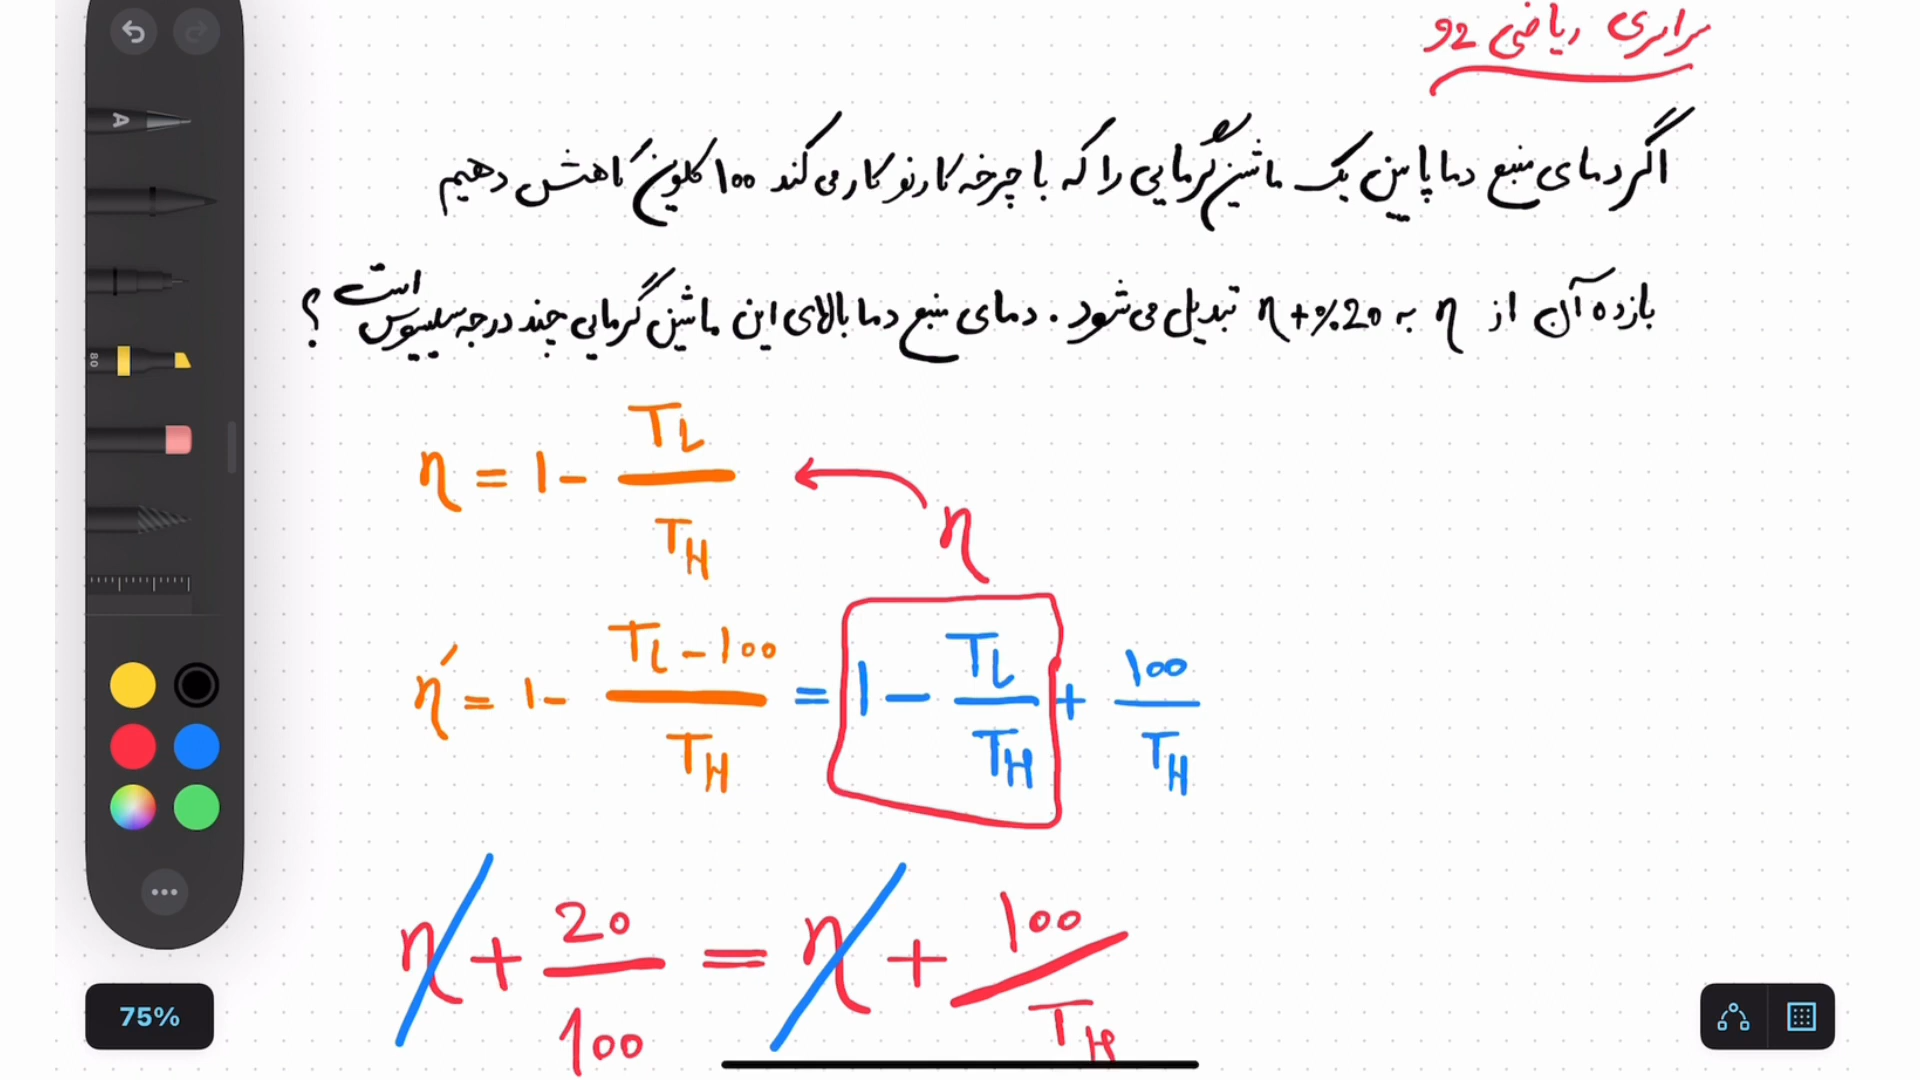 سراسری ریاضی 92
اگر دمای منبع دما پایین یک ماشین گرمایی را که با چرخه کارنو کار می‌کند 100 کلوین کاهش دهیم
بازده آن از η به η+%20 تبدیل می‌شود. دمای منبع دما بالای این ماشین گرمایی چند درجه سلسیوس است؟
η = 1 - TL/TH
η
η′ = 1 - (TL - 100)/TH = 1 - TL/TH + 100/TH
η + 20/100 = η + 100/TH
A
80
75%